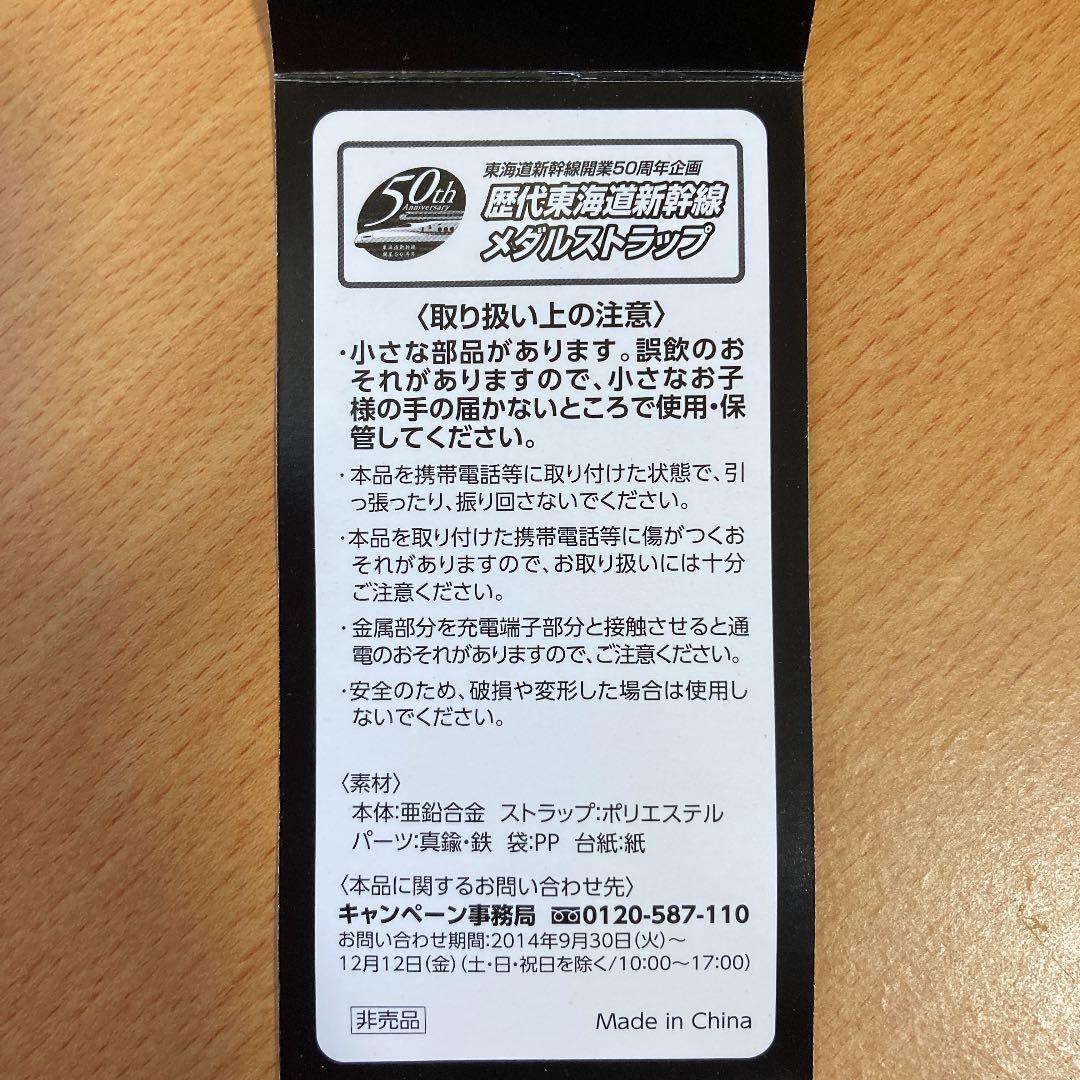 50th
Anniversary
東海道新幹線
開業50周年
東海道新幹線開業50周年企画
歴代東海道新幹線
メダルストラップ
〈取り扱い上の注意〉
・小さな部品があります。誤飲のお
それがありますので、小さなお子
様の手の届かないところで使用・保
管してください。
・本品を携帯電話等に取り付けた状態で、引
っ張ったり、振り回さないでください。
・本品を取り付けた携帯電話等に傷がつくお
それがありますので、お取り扱いには十分
ご注意ください。
・金属部分を充電端子部分と接触させると通
電のおそれがありますので、ご注意ください。
・安全のため、破損や変形した場合は使用し
ないでください。
〈素材〉
本体:亜鉛合金 ストラップ:ポリエステル
パーツ:真鍮・鉄 袋:PP 台紙:紙
〈本品に関するお問い合わせ先〉
キャンペーン事務局 0120-587-110
お問い合わせ期間:2014年9月30日(火)～
12月12日(金)(土・日・祝日を除く/10:00～17:00)
非売品 Made in China